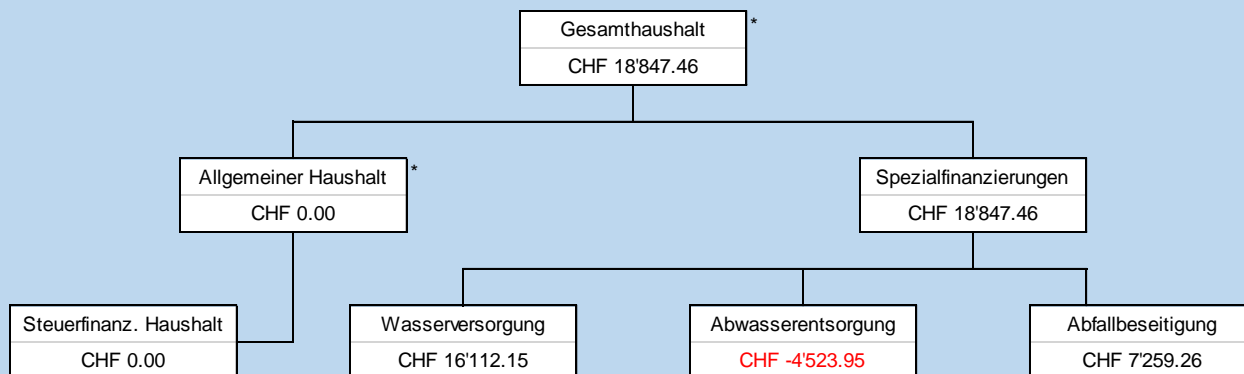 Gesamthaushalt *
CHF 18'847.46
Allgemeiner Haushalt *
CHF 0.00
Spezialfinanzierungen
CHF 18'847.46
Steuerfinanz. Haushalt
CHF 0.00
Wasserversorgung
CHF 16'112.15
Abwasserentsorgung
CHF -4'523.95
Abfallbeseitigung
CHF 7'259.26